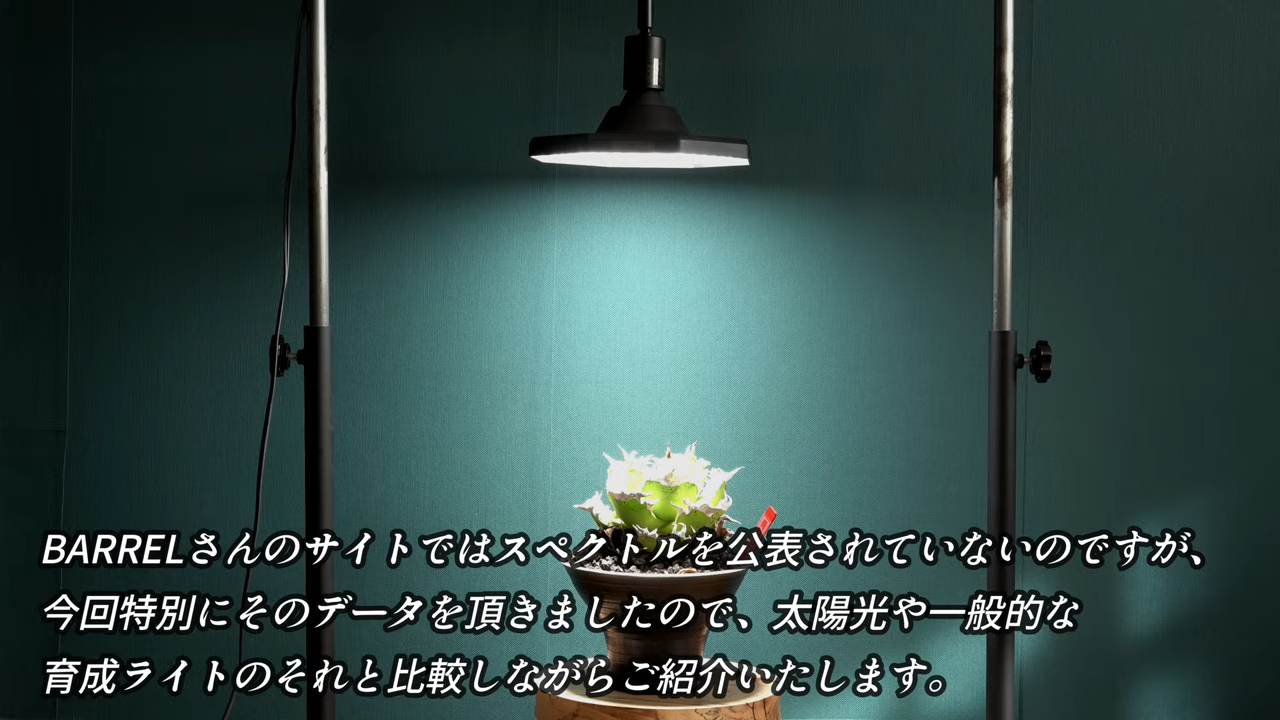 BARRELさんのサイトではスペクトルを公表されていないのですが、
今回特別にそのデータを頂きましたので、太陽光や一般的な
育成ライトのそれと比較しながらご紹介いたします。